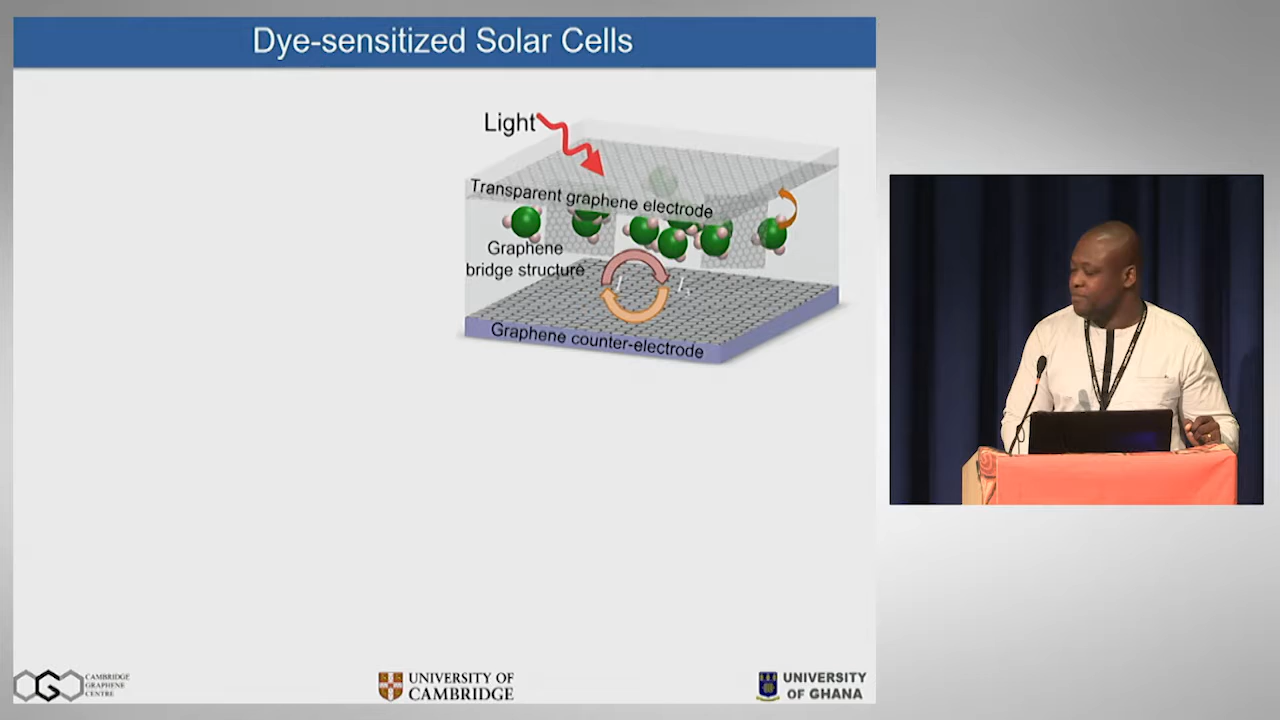 Dye-sensitized Solar Cells
Light
Transparent graphene electrode
Graphene
bridge structure
Graphene counter-electrode
CAMBRIDGE
GRAPHENE
CENTRE
UNIVERSITY OF
CAMBRIDGE
UNIVERSITY
OF GHANA